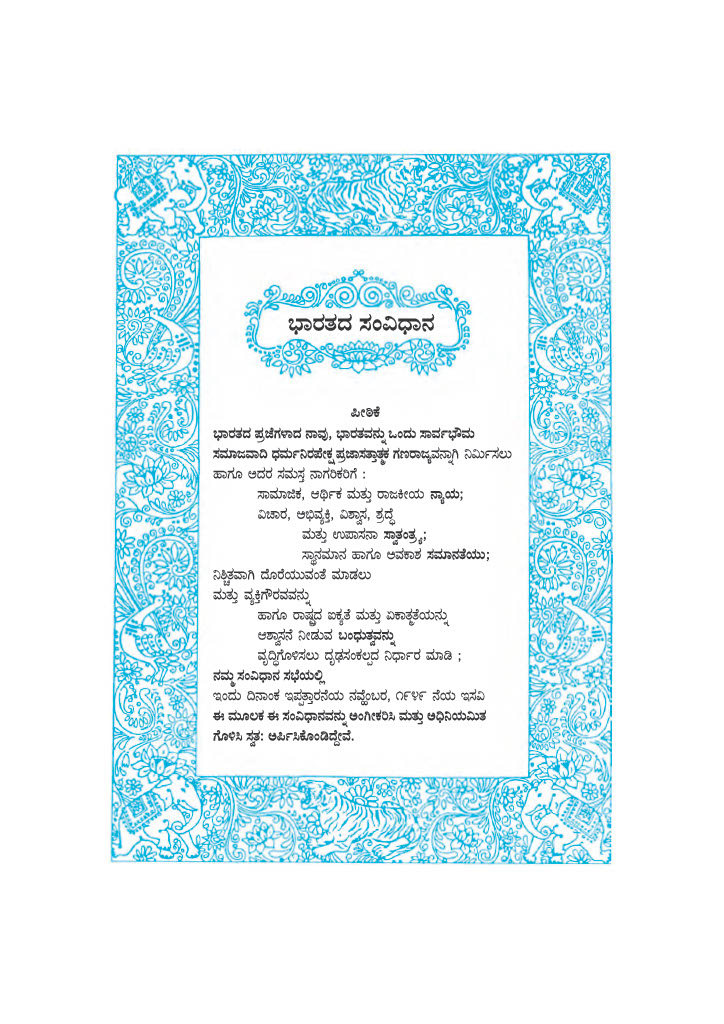 ಭಾರತದ ಸಂವಿಧಾನ
ಪೀಠಿಕೆ
ಭಾರತದ ಪ್ರಜೆಗಳಾದ ನಾವು, ಭಾರತವನ್ನು ಒಂದು ಸಾರ್ವಭೌಮ
ಸಮಾಜವಾದಿ ಧರ್ಮನಿರಪೇಕ್ಷ ಪ್ರಜಾಸತ್ತಾತ್ಮಕ ಗಣರಾಜ್ಯವನ್ನಾಗಿ ನಿರ್ಮಿಸಲು
ಹಾಗೂ ಅದರ ಸಮಸ್ತ ನಾಗರಿಕರಿಗೆ :
ಸಾಮಾಜಿಕ, ಆರ್ಥಿಕ ಮತ್ತು ರಾಜಕೀಯ ನ್ಯಾಯ;
ವಿಚಾರ, ಅಭಿವ್ಯಕ್ತಿ, ವಿಶ್ವಾಸ, ಶ್ರದ್ಧೆ
ಮತ್ತು ಉಪಾಸನಾ ಸ್ವಾತಂತ್ರ್ಯ;
ಸ್ಥಾನಮಾನ ಹಾಗೂ ಅವಕಾಶ ಸಮಾನತೆಯು;
ನಿಶ್ಚಿತವಾಗಿ ದೊರೆಯುವಂತೆ ಮಾಡಲು
ಮತ್ತು ವ್ಯಕ್ತಿಗೌರವವನ್ನು
ಹಾಗೂ ರಾಷ್ಟ್ರದ ಐಕ್ಯತೆ ಮತ್ತು ಏಕಾತ್ಮತೆಯನ್ನು
ಆಶ್ವಾಸನೆ ನೀಡುವ ಬಂಧುತ್ವವನ್ನು
ವೃದ್ಧಿಗೊಳಿಸಲು ದೃಢಸಂಕಲ್ಪದ ನಿರ್ಧಾರ ಮಾಡಿ ;
ನಮ್ಮ ಸಂವಿಧಾನ ಸಭೆಯಲ್ಲಿ
ಇಂದು ದಿನಾಂಕ ಇಪ್ಪತ್ತಾರನೆಯ ನವ್ಹೆಂಬರ, ೧೯೪೯ ನೆಯ ಇಸವಿ
ಈ ಮೂಲಕ ಈ ಸಂವಿಧಾನವನ್ನು ಅಂಗೀಕರಿಸಿ ಮತ್ತು ಅಧಿನಿಯಮಿತ
ಗೊಳಿಸಿ ಸ್ವತಃ ಅರ್ಪಿಸಿಕೊಂಡಿದ್ದೇವೆ.